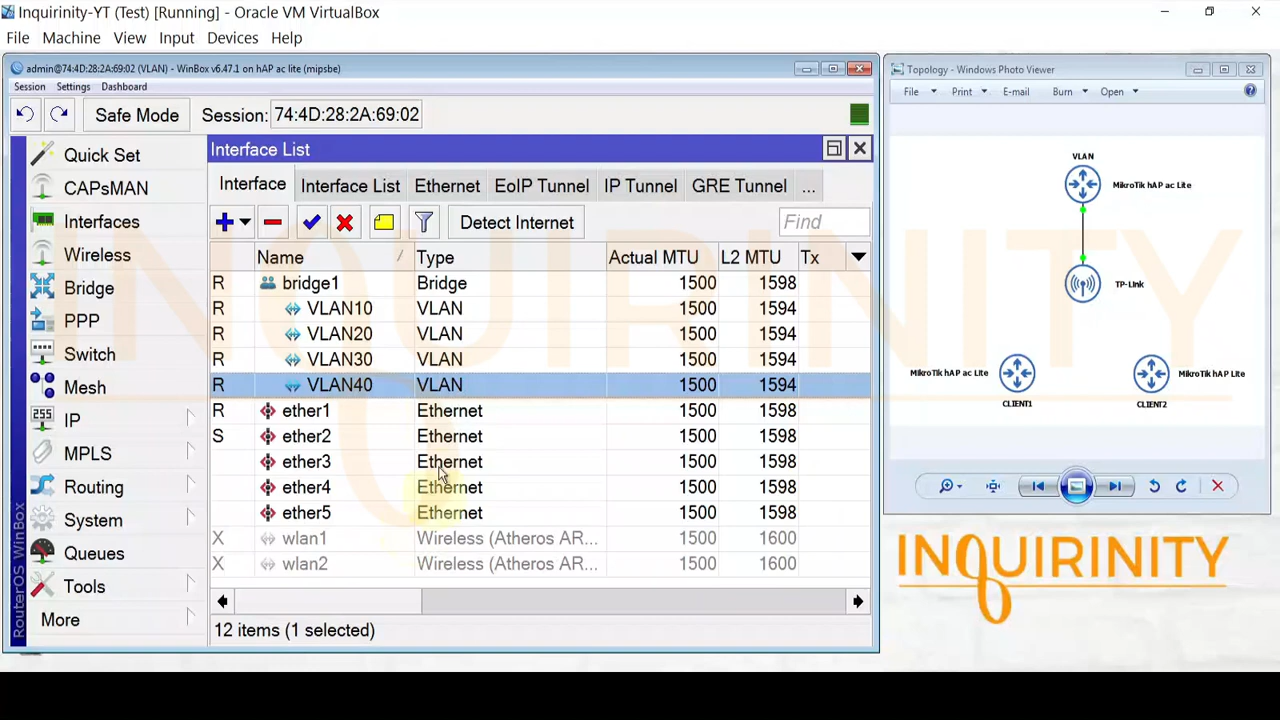 Inquirinity-YT (Test) [Running] - Oracle VM VirtualBox
File Machine View Input Devices Help
admin@74:4D:28:2A:69:02 (VLAN) - WinBox v6.47.1 on hAP ac lite (mipsbe)
Session Settings Dashboard
Safe Mode Session: 74:4D:28:2A:69:02
Quick Set
CAPsMAN
Interfaces
Wireless
Bridge
PPP
Switch
Mesh
255 IP
MPLS
Routing
System
Queues
Tools
More
RouterOS WinBox
Interface List
Interface Interface List Ethernet EoIP Tunnel IP Tunnel GRE Tunnel ...
Detect Internet Find
Name Type Actual MTU L2 MTU Tx
R bridge1 Bridge 1500 1598
R VLAN10 VLAN 1500 1594
R VLAN20 VLAN 1500 1594
R VLAN30 VLAN 1500 1594
R VLAN40 VLAN 1500 1594
R ether1 Ethernet 1500 1598
S ether2 Ethernet 1500 1598
ether3 Ethernet 1500 1598
ether4 Ethernet 1500 1598
ether5 Ethernet 1500 1598
X wlan1 Wireless (Atheros AR... 1500 1600
X wlan2 Wireless (Atheros AR... 1500 1600
12 items (1 selected)
Topology - Windows Photo Viewer
File Print E-mail Burn Open
VLAN
MikroTik hAP ac Lite
TP-Link
MikroTik hAP ac Lite
CLIENT1
MikroTik hAP Lite
CLIENT2
INQUIRINITY
INQUIRINITY